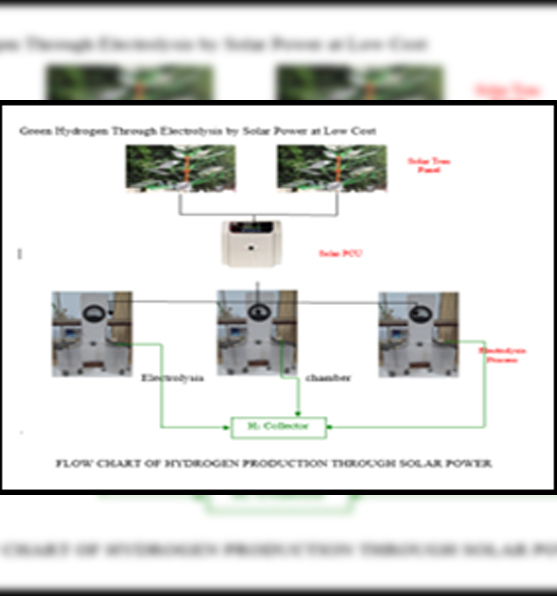 Green Hydrogen Through Electrolysis by Solar Power at Low Cost
Solar Tree
Panel
Solar PCU
Electrolysis
Process
Electrolysis chamber
H₂ Collector
FLOW CHART OF HYDROGEN PRODUCTION THROUGH SOLAR POWER